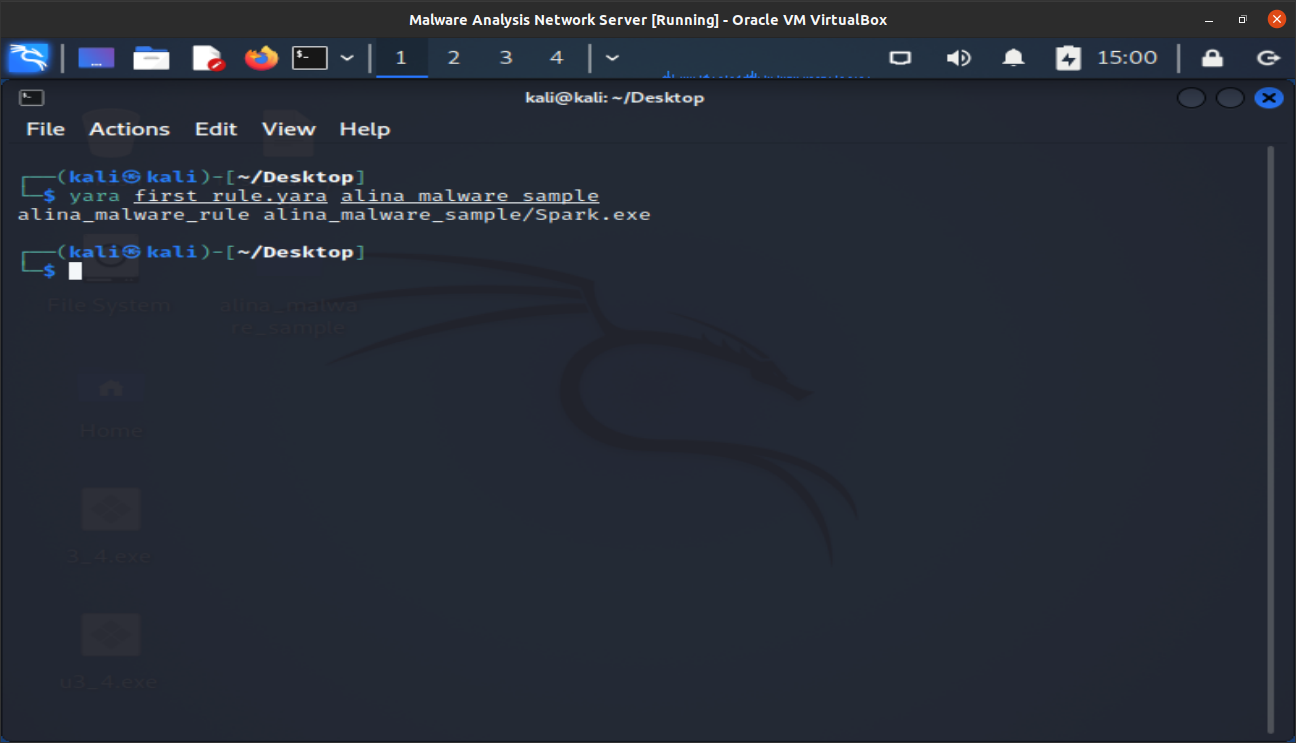 Malware Analysis Network Server [Running] - Oracle VM VirtualBox
1 2 3 4 15:00
kali@kali: ~/Desktop
File Actions Edit View Help
┌──(kali㉿kali)-[~/Desktop]
└─$ yara first_rule.yara alina_malware_sample
alina_malware_rule alina_malware_sample/Spark.exe
┌──(kali㉿kali)-[~/Desktop]
└─$
File System
alina_malwa
re_sample
Home
3_4.exe
u3_4.exe